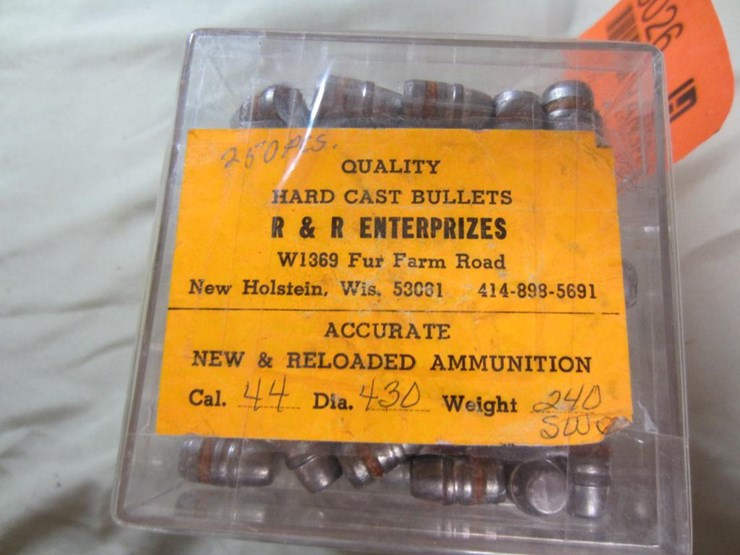 250 PCS.
QUALITY
HARD CAST BULLETS
R & R ENTERPRIZES
W1369 Fur Farm Road
New Holstein, Wis. 53061 414-898-5691
ACCURATE
NEW & RELOADED AMMUNITION
Cal. 44 Dia. 430 Weight 240
SWC
026